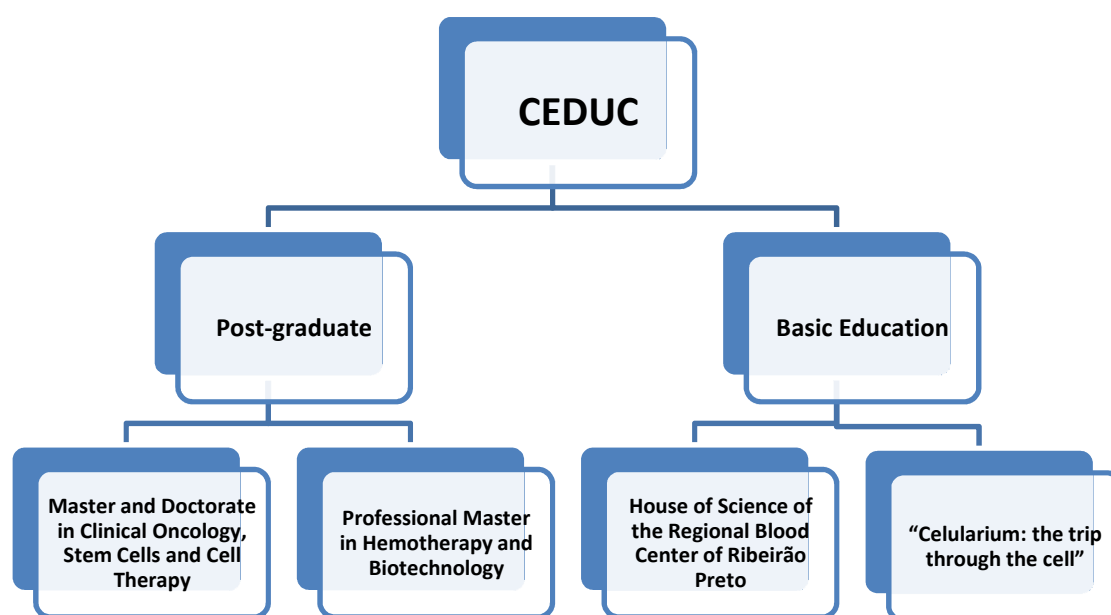 CEDUC
Post-graduate
Basic Education
Master and Doctorate
in Clinical Oncology,
Stem Cells and Cell
Therapy
Professional Master
in Hemotherapy and
Biotechnology
House of Science of
the Regional Blood
Center of Ribeirão
Preto
“Celularium: the trip
through the cell”